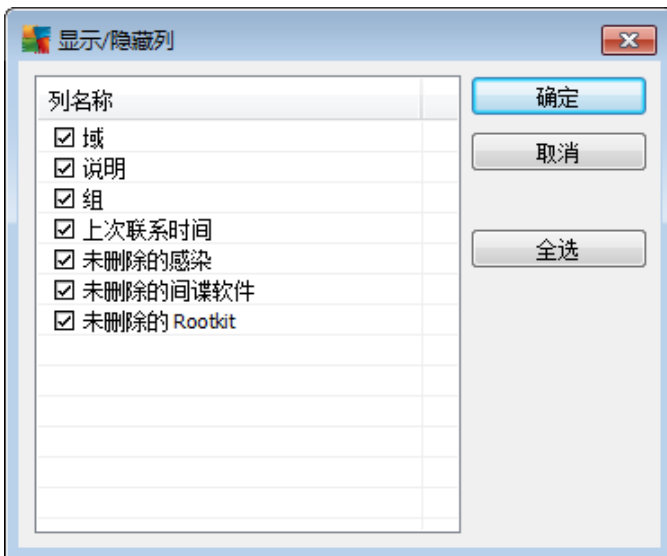 显示/隐藏列
列名称
域
说明
组
上次联系时间
未删除的感染
未删除的间谍软件
未删除的 Rootkit
确定
取消
全选